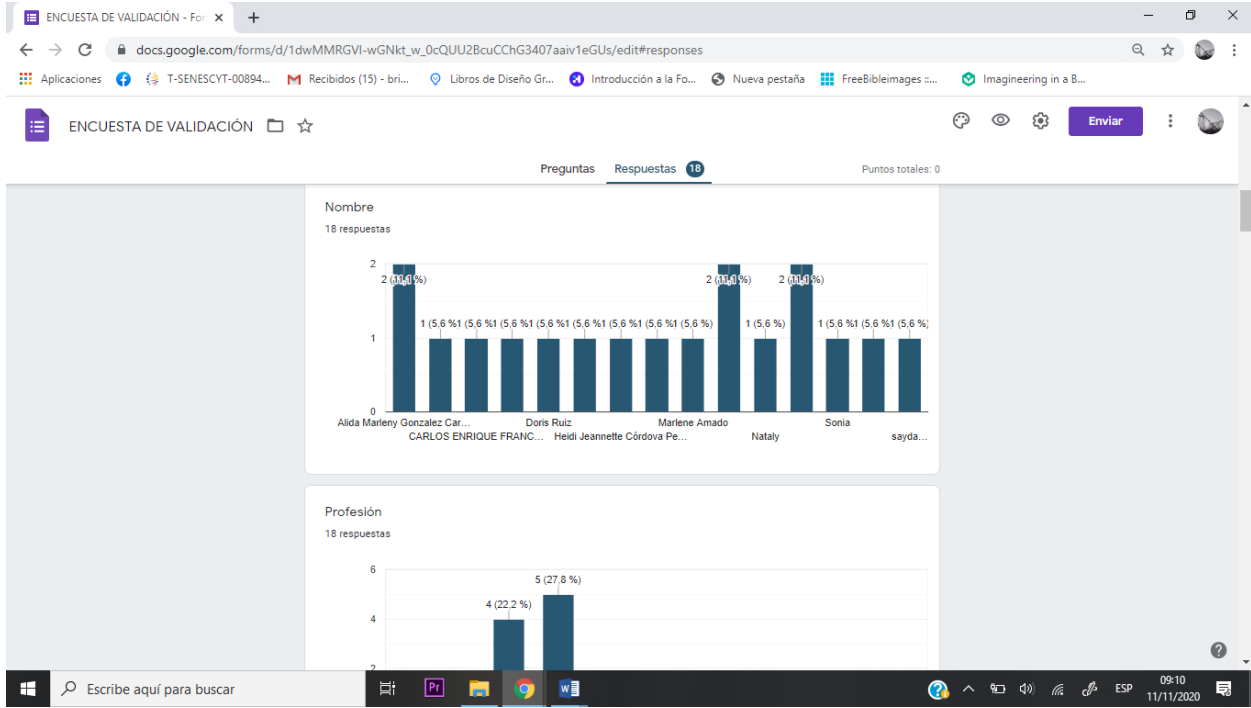 ENCUESTA DE VALIDACIÓN - For
docs.google.com/forms/d/1dwMMRGVI-wGNkt_w_0cQUU2BcuCChG3407aaiv1eGUs/edit#responses
Aplicaciones T-SENESCYT-00894... Recibidos (15) - bri... Libros de Diseño Gr... Introducción a la Fo... Nueva pestaña FreeBibleimages ::... Imagineering in a B...
ENCUESTA DE VALIDACIÓN
Enviar
Preguntas Respuestas 18 Puntos totales: 0
Nombre
18 respuestas
2
2 (11,1 %) 2 (11,1 %) 2 (11,1 %)
1 (5,6 %1 (5,6 %1 (5,6 %1 (5,6 %1 (5,6 %1 (5,6 %1 (5,6 %1 (5,6 %) 1 (5,6 %) 1 (5,6 %1 (5,6 %1 (5,6 %)
1
0
Alida Marleny Gonzalez Car... Doris Ruiz Marlene Amado Sonia
CARLOS ENRIQUE FRANC... Heidi Jeannette Córdova Pe... Nataly sayda...
Profesión
18 respuestas
6
5 (27,8 %)
4 (22,2 %)
4
2
Pr
W
Escribe aquí para buscar
ESP
09:10
11/11/2020